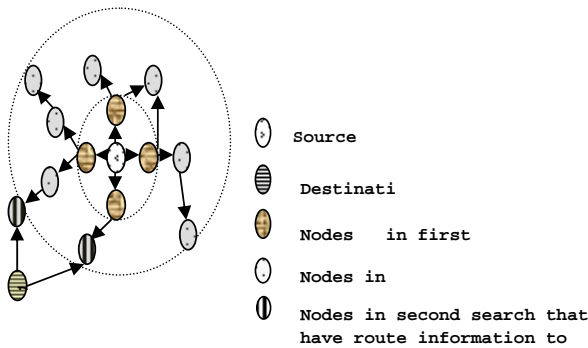 Source
Destinati
Nodes in first
Nodes in
Nodes in second search that
have route information to